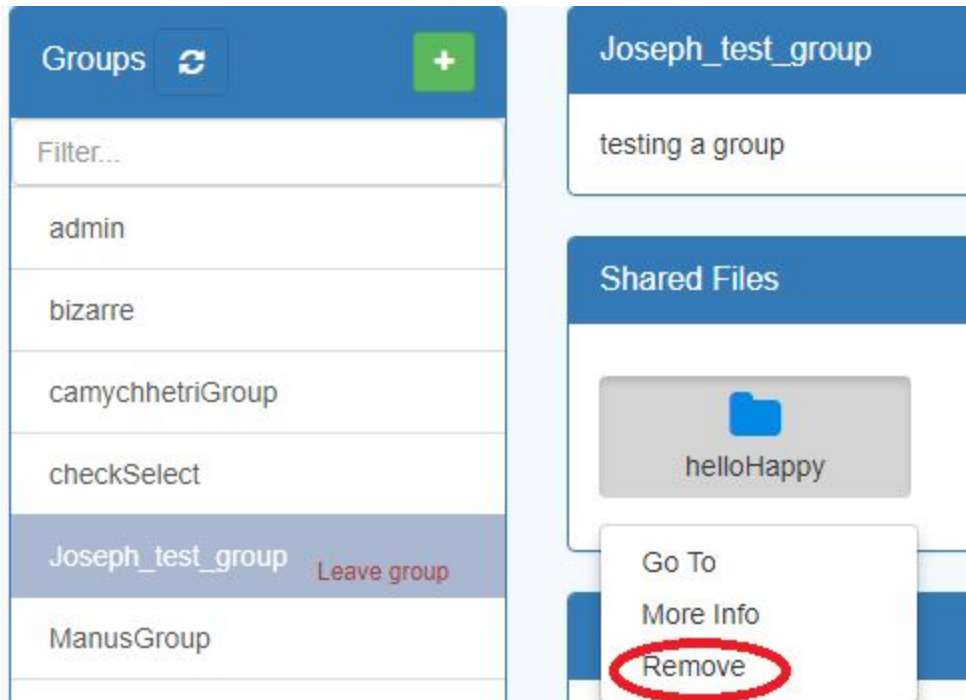 Groups
Filter...
admin
bizarre
camychhetriGroup
checkSelect
Joseph_test_group Leave group
ManusGroup
Joseph_test_group
testing a group
Shared Files
helloHappy
Go To
More Info
Remove